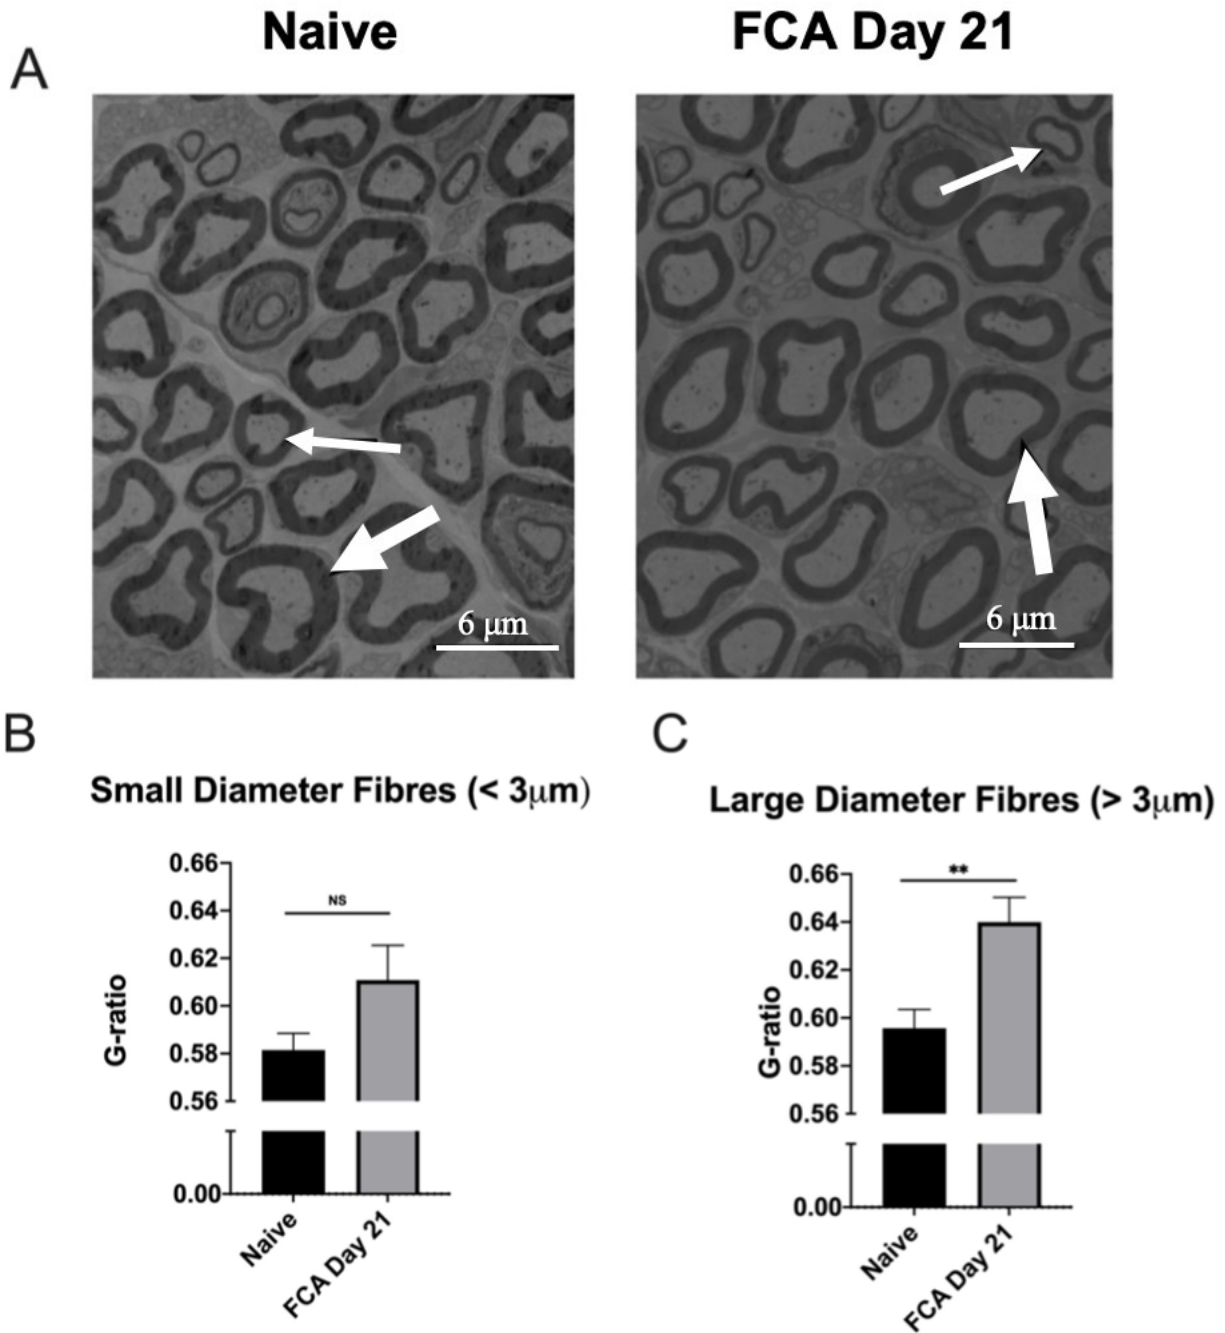 Naive
FCA Day 21
A
6 μm
6 μm
B
Small Diameter Fibres (< 3μm)
0.66
0.64
0.62
0.60
0.58
0.56
0.00
G-ratio
NS
Naive
FCA Day 21
C
Large Diameter Fibres (> 3μm)
0.66
0.64
0.62
0.60
0.58
0.56
0.00
G-ratio
**
Naive
FCA Day 21